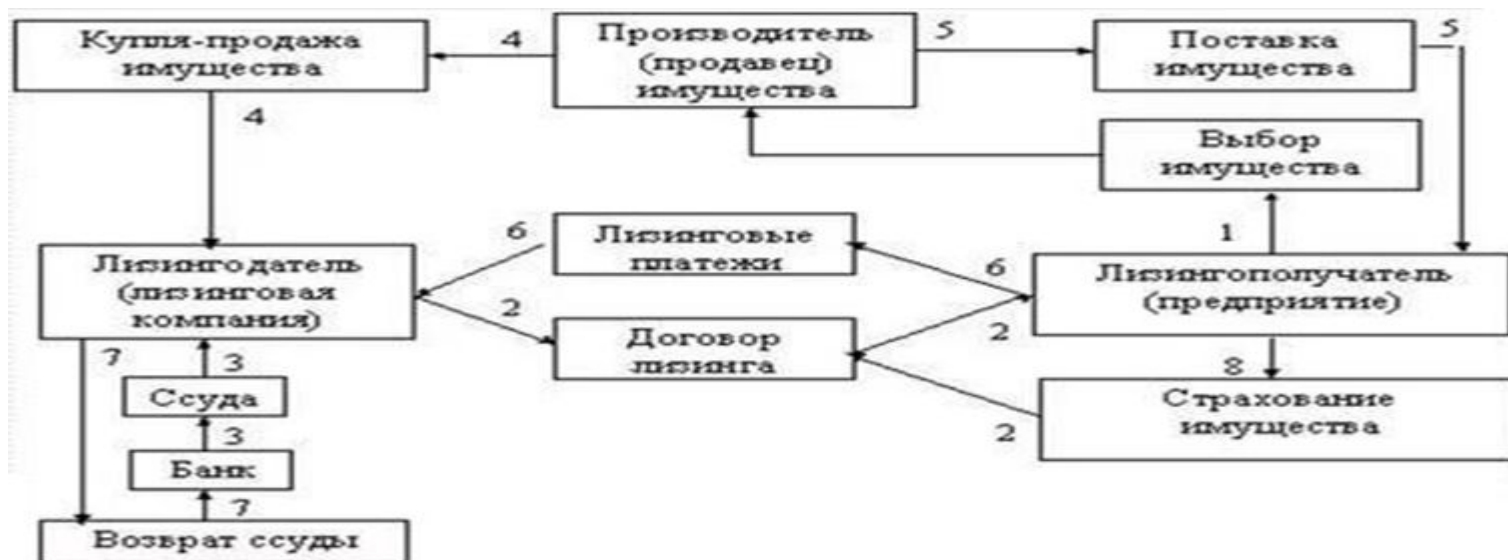 Купля-продажа
имущества
4
Производитель
(продавец)
имущества
5
Поставка
имущества
5
4
Выбор
имущества
1
Лизингодатель
(лизинговая
компания)
6
Лизинговые
платежи
6
Лизингополучатель
(предприятие)
2
Договор
лизинга
2
7
3
Ссуда
8
Страхование
имущества
2
3
Банк
7
Возврат ссуды